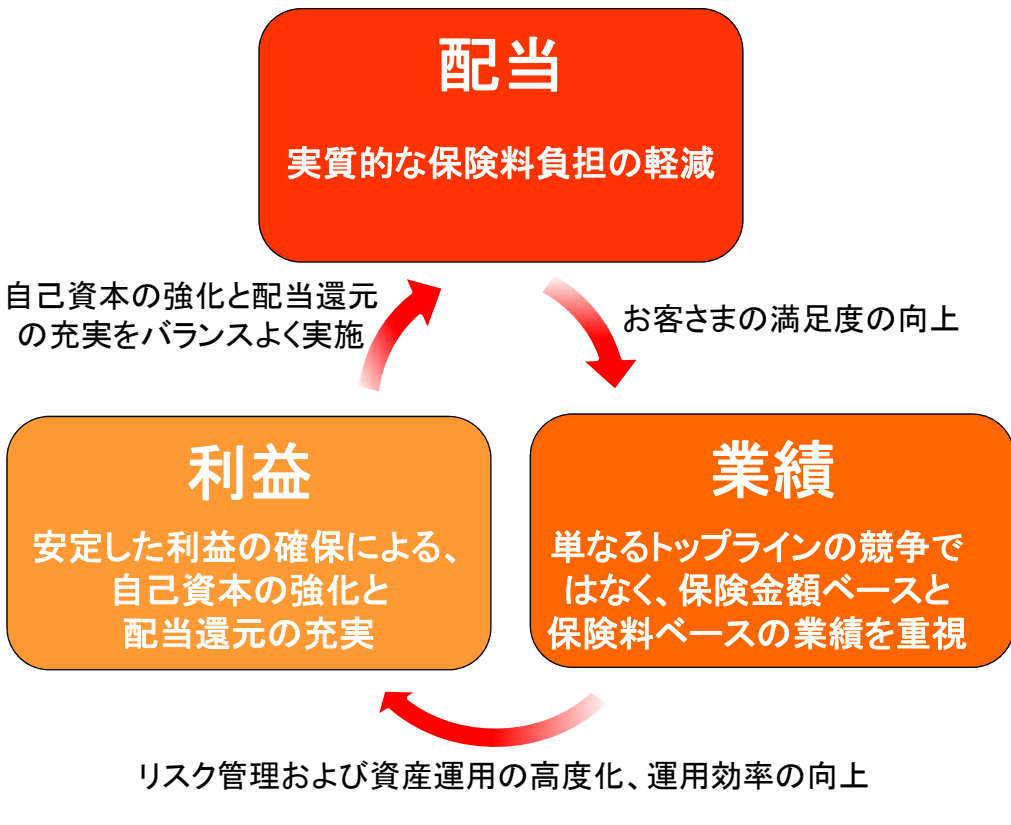 配当
実質的な保険料負担の軽減
自己資本の強化と配当還元
の充実をバランスよく実施
お客さまの満足度の向上
利益
安定した利益の確保による、
自己資本の強化と
配当還元の充実
業績
単なるトップラインの競争で
はなく、保険金額ベースと
保険料ベースの業績を重視
リスク管理および資産運用の高度化、運用効率の向上